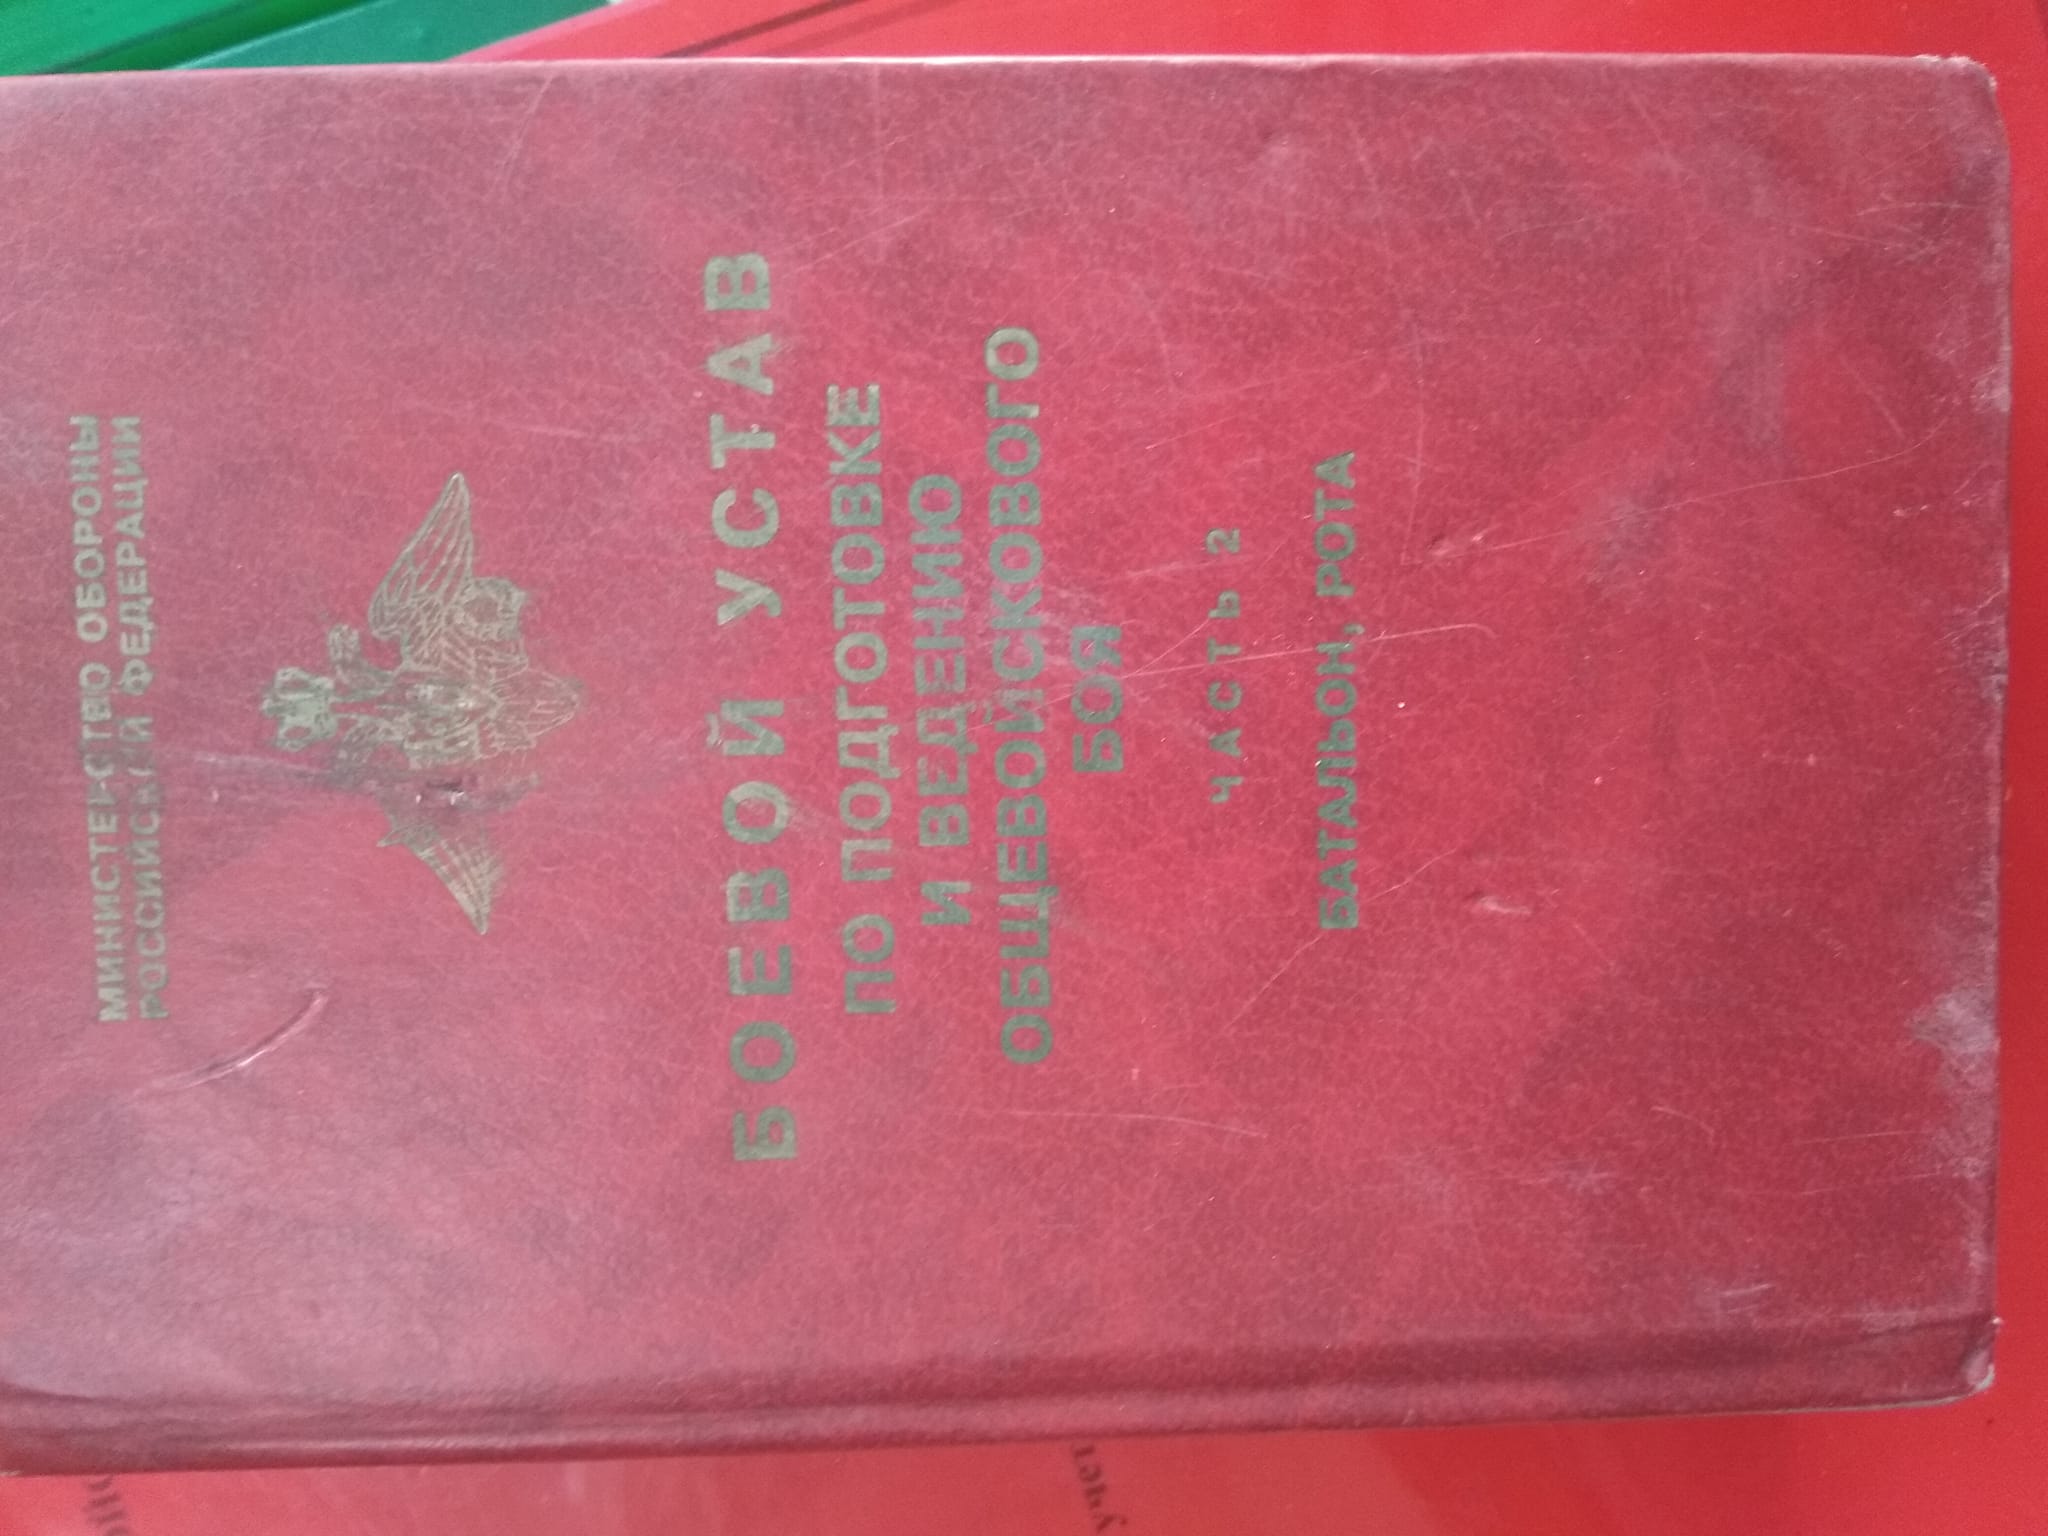 МИНИСТЕРСТВО ОБОРОНЫ
РОССИЙСКОЙ ФЕДЕРАЦИИ
БОЕВОЙ УСТАВ
ПО ПОДГОТОВКЕ
И ВЕДЕНИЮ
ОБЩЕВОЙСКОВОГО
БОЯ
ЧАСТЬ 2
БАТАЛЬОН, РОТА